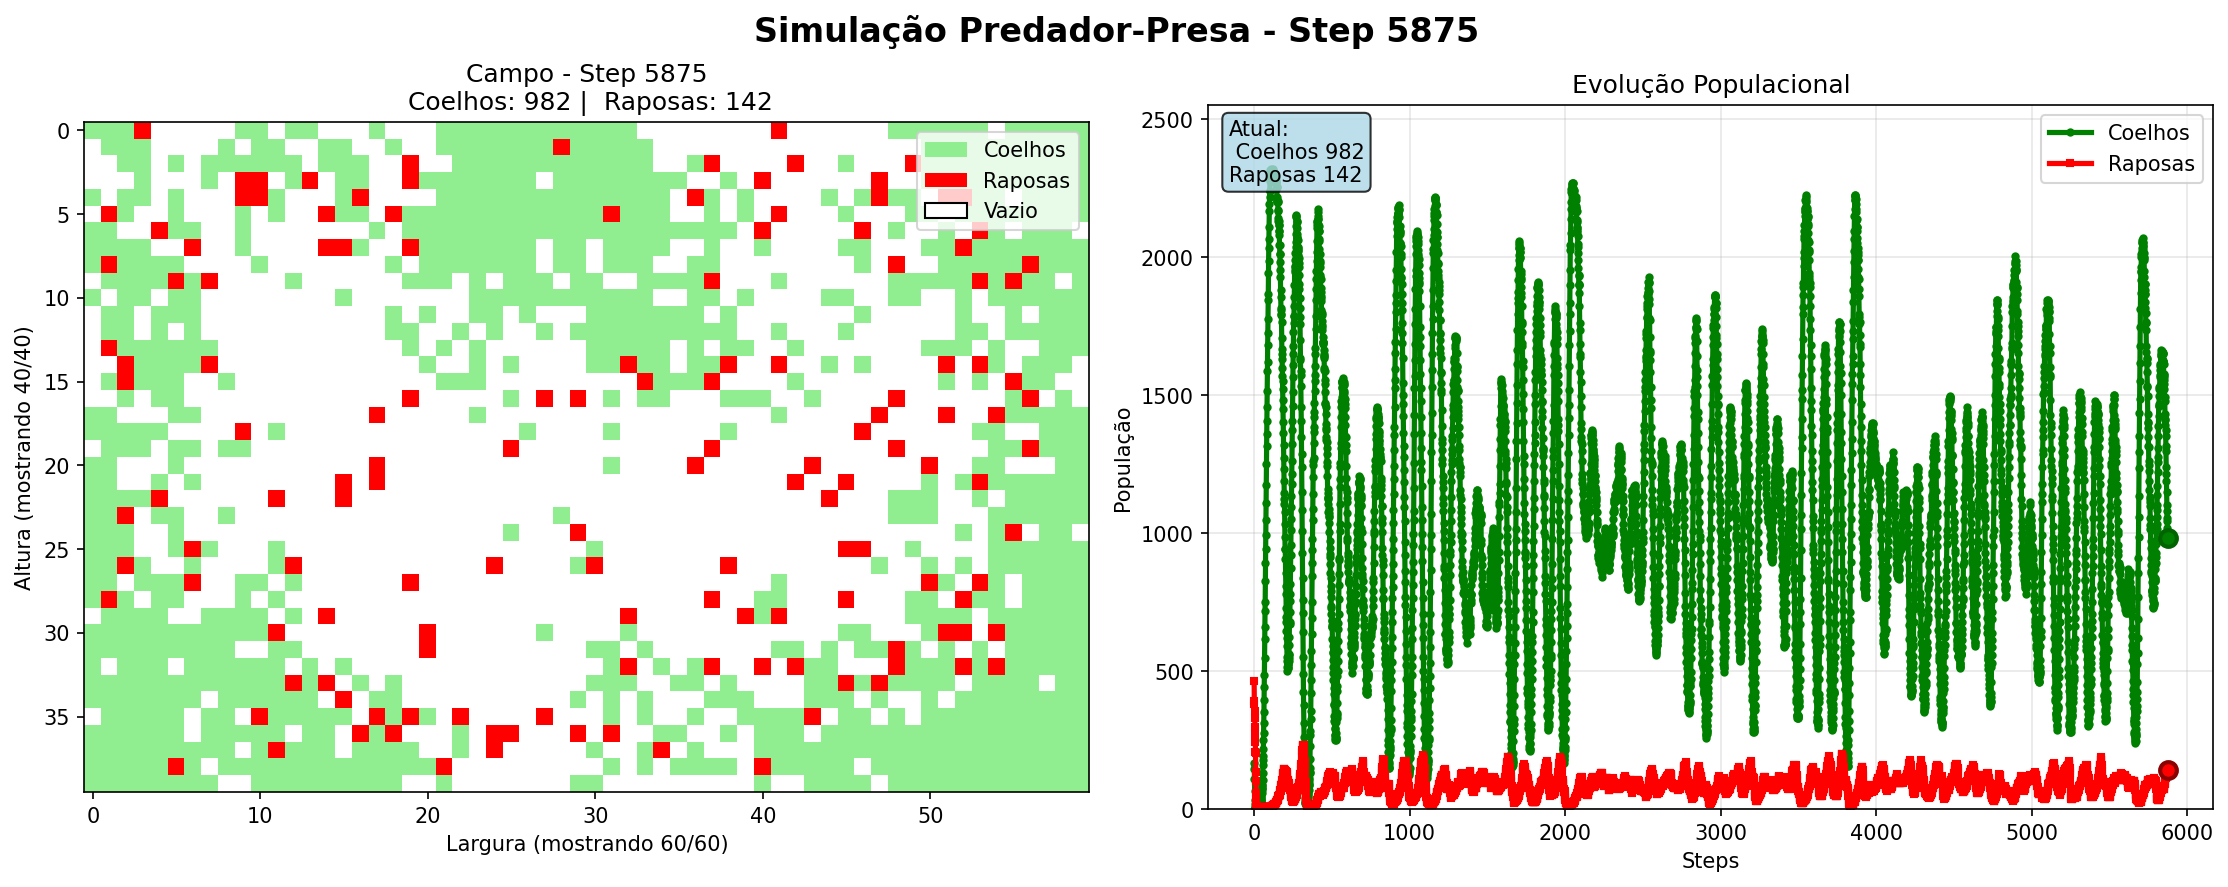 Simulação Predador-Presa - Step 5875
Campo - Step 5875
Coelhos: 982 |  Raposas: 142
Coelhos
Raposas
Vazio
0
5
10
15
20
25
30
35
Altura (mostrando 40/40)
0
10
20
30
40
50
Largura (mostrando 60/60)
Evolução Populacional
Atual:
Coelhos 982
Raposas 142
Coelhos
Raposas
2500
2000
1500
1000
500
0
População
0
1000
2000
3000
4000
5000
6000
Steps